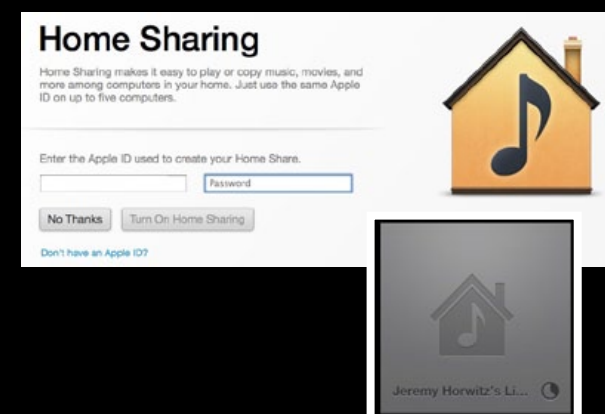 Home Sharing
Home Sharing makes it easy to play or copy music, movies, and
more among computers in your home. Just use the same Apple
ID on up to five computers.
Enter the Apple ID used to create your Home Share.
Password
No Thanks Turn On Home Sharing
Don't have an Apple ID?
Jeremy Horwitz's Li...